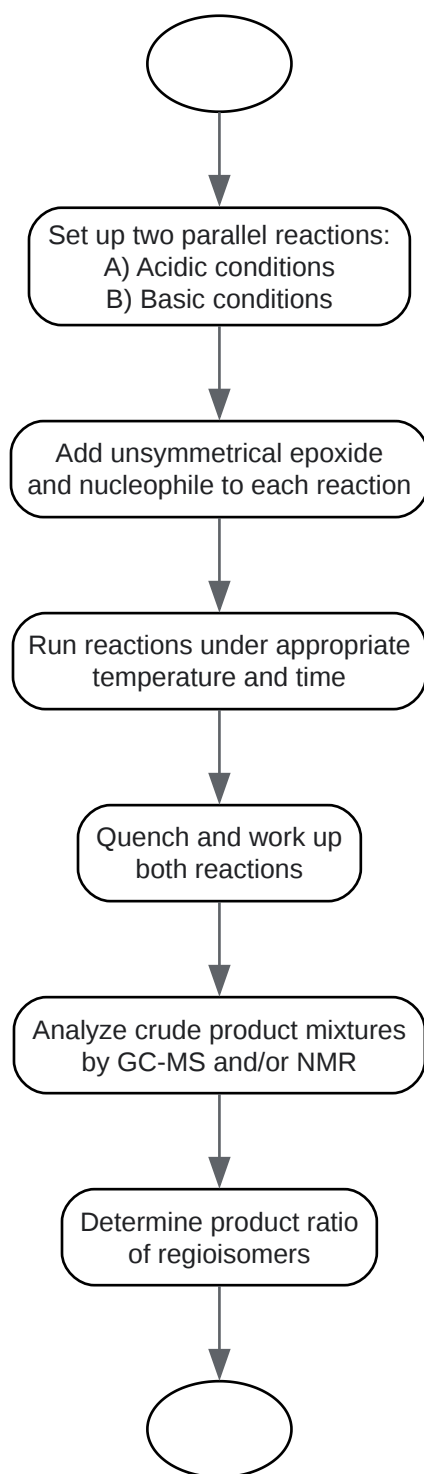 Set up two parallel reactions:
A) Acidic conditions
B) Basic conditions
Add unsymmetrical epoxide
and nucleophile to each reaction
Run reactions under appropriate
temperature and time
Quench and work up
both reactions
Analyze crude product mixtures
by GC-MS and/or NMR
Determine product ratio
of regioisomers